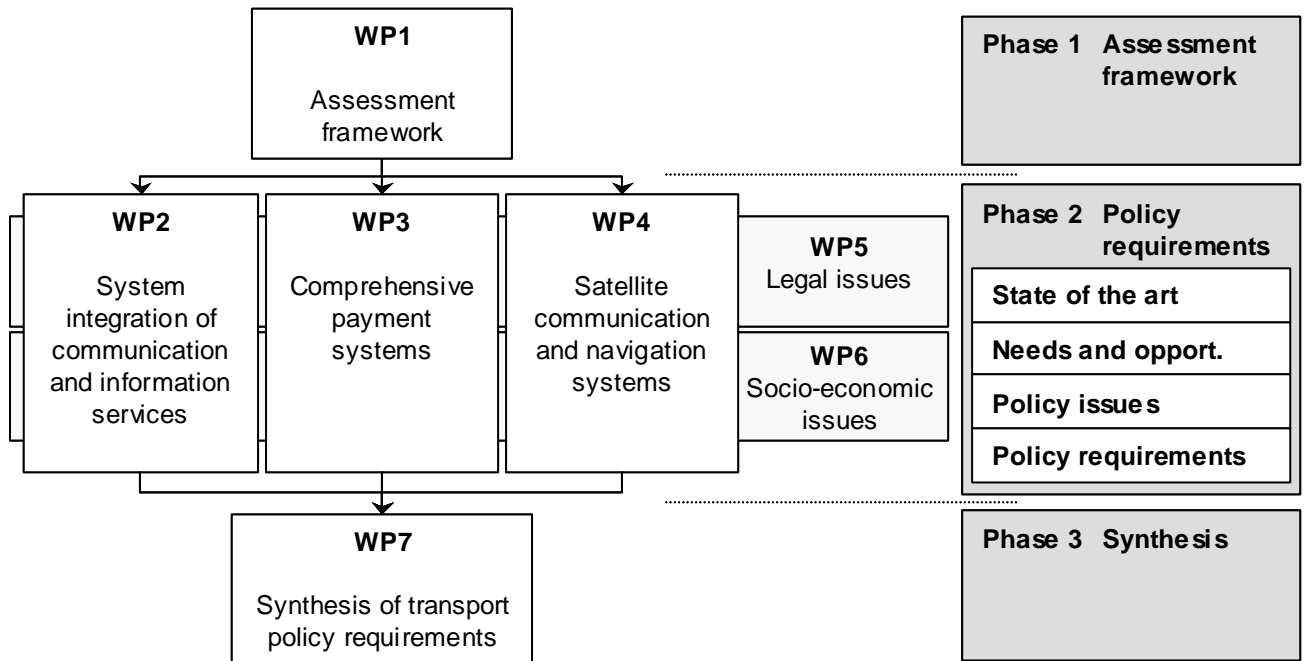 WP1
Assessment
framework
WP2
System
integration of
communication
and information
services
WP3
Comprehensive
payment
systems
WP4
Satellite
communication
and navigation
systems
WP5
Legal issues
WP6
Socio-economic
issues
WP7
Synthesis of transport
policy requirements
Phase 1 Assessment
framework
Phase 2 Policy
requirements
State of the art
Needs and opport.
Policy issues
Policy requirements
Phase 3 Synthesis